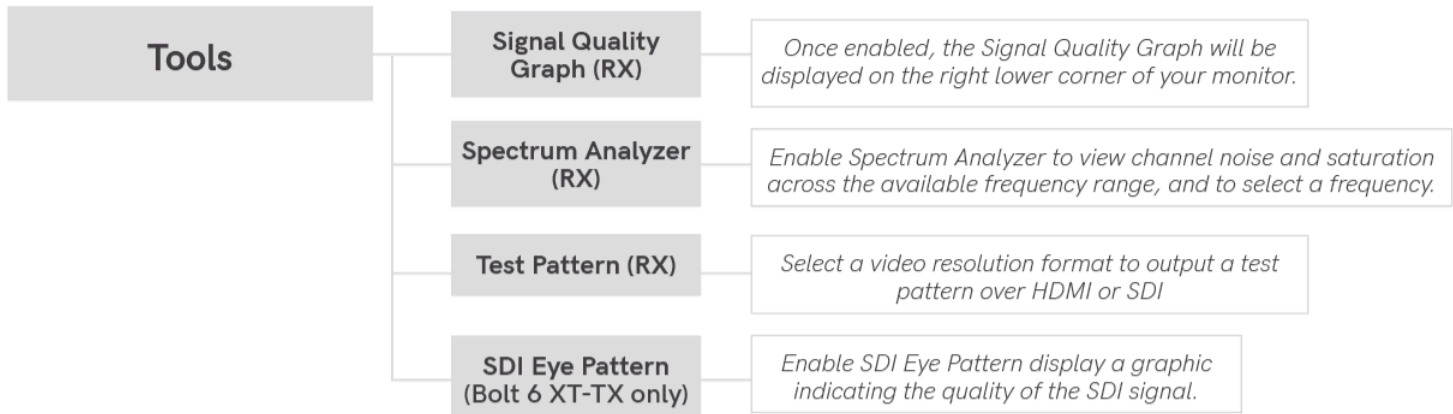 Tools
Signal Quality
Graph (RX)
Once enabled, the Signal Quality Graph will be
displayed on the right lower corner of your monitor.
Spectrum Analyzer
(RX)
Enable Spectrum Analyzer to view channel noise and saturation
across the available frequency range, and to select a frequency.
Test Pattern (RX)
Select a video resolution format to output a test
pattern over HDMI or SDI
SDI Eye Pattern
(Bolt 6 XT-TX only)
Enable SDI Eye Pattern display a graphic
indicating the quality of the SDI signal.